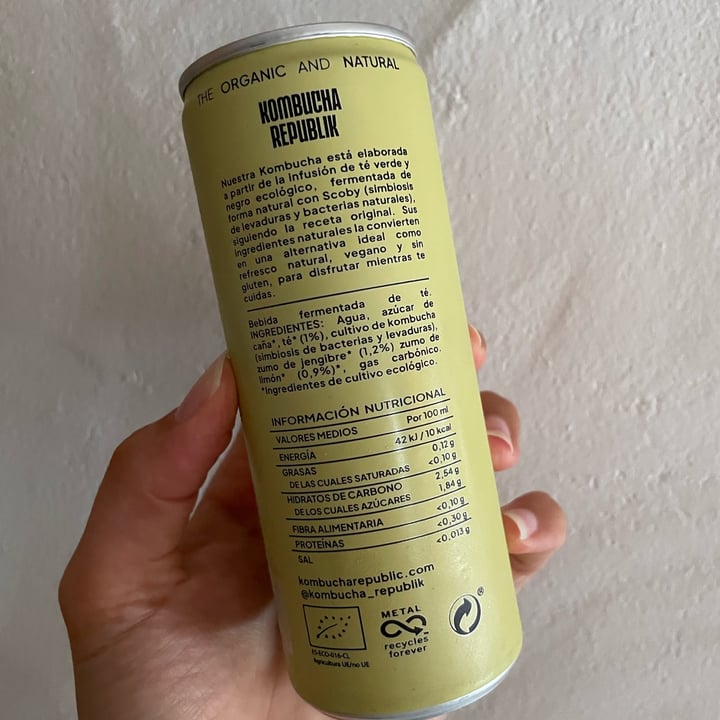 THE ORGANIC AND NATURAL
KOMBUCHA
REPUBLIK
Nuestra Kombucha está elaborada
a partir de la infusión de té verde y
negro ecológico, fermentada de
forma natural con Scoby (simbiosis
de levaduras y bacterias naturales),
siguiendo la receta original. Sus
ingredientes naturales la convierten
en una alternativa ideal como
refresco natural, vegano y sin
gluten, para disfrutar mientras te
cuidas.
Bebida fermentada de té.
INGREDIENTES: Agua, azúcar de
caña*, té* (1%), cultivo de kombucha
(simbiosis de bacterias y levaduras),
zumo de jengibre* (1,2%) zumo de
limón* (0,9%)*, gas carbónico.
*Ingredientes de cultivo ecológico.
INFORMACIÓN NUTRICIONAL
VALORES MEDIOS Por 100 ml
ENERGÍA 42 kJ / 10 kcal
GRASAS 0,12 g
DE LAS CUALES SATURADAS <0,10 g
HIDRATOS DE CARBONO 2,54 g
DE LOS CUALES AZÚCARES 1,84 g
FIBRA ALIMENTARIA <0,10 g
PROTEÍNAS <0,30 g
SAL <0,013 g
kombucharepublic.com
@kombucha_republik
METAL
recycles
forever
®
ES-ECO-016-CL
Agricultura UE/no UE